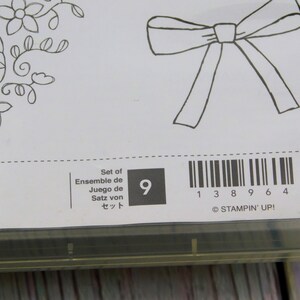 Set of
Ensemble de
Juego de
Satz von
セット
9
138964
© STAMPIN' UP!